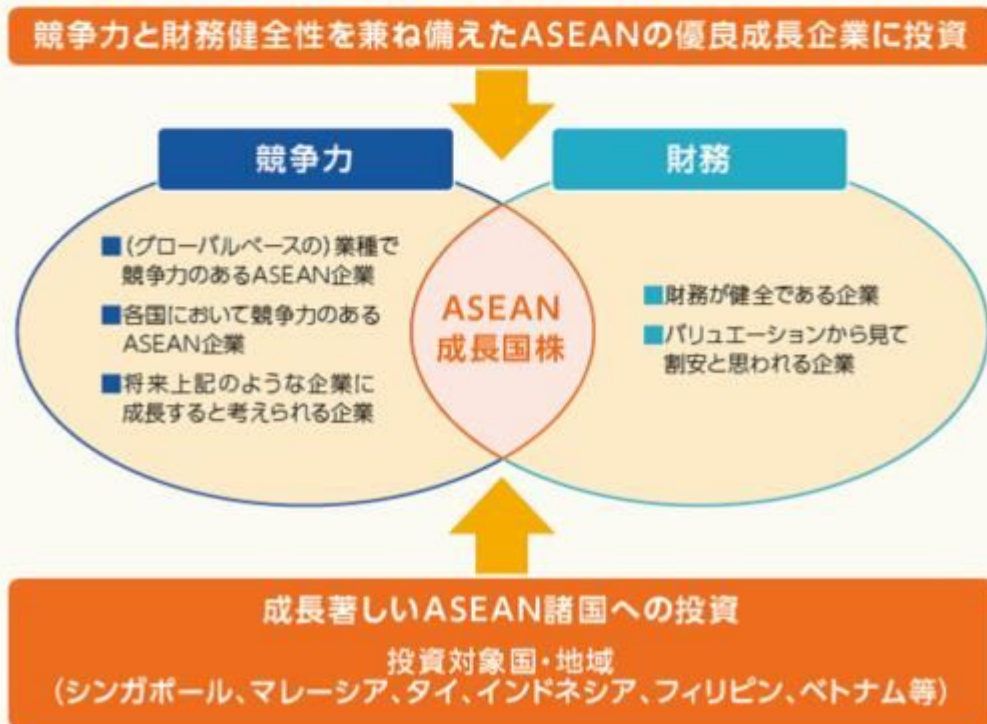 競争力と財務健全性を兼ね備えたASEANの優良成長企業に投資
競争力
■(グローバルベースの)業種で
競争力のあるASEAN企業
■各国において競争力のある
ASEAN企業
■将来上記のような企業に
成長すると考えられる企業
ASEAN
成長国株
財務
■財務が健全である企業
■バリュエーションから見て
割安と思われる企業
成長著しいASEAN諸国への投資
投資対象国・地域
(シンガポール、マレーシア、タイ、インドネシア、フィリピン、ベトナム等)